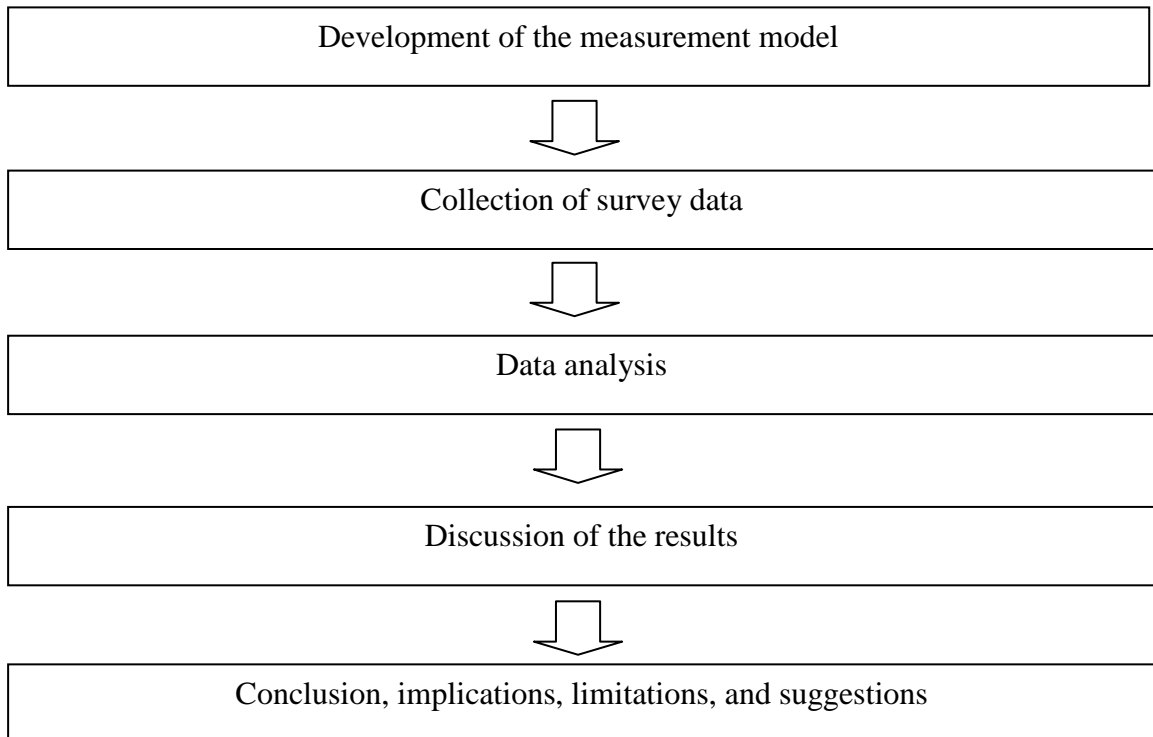 Development of the measurement model
Collection of survey data
Data analysis
Discussion of the results
Conclusion, implications, limitations, and suggestions